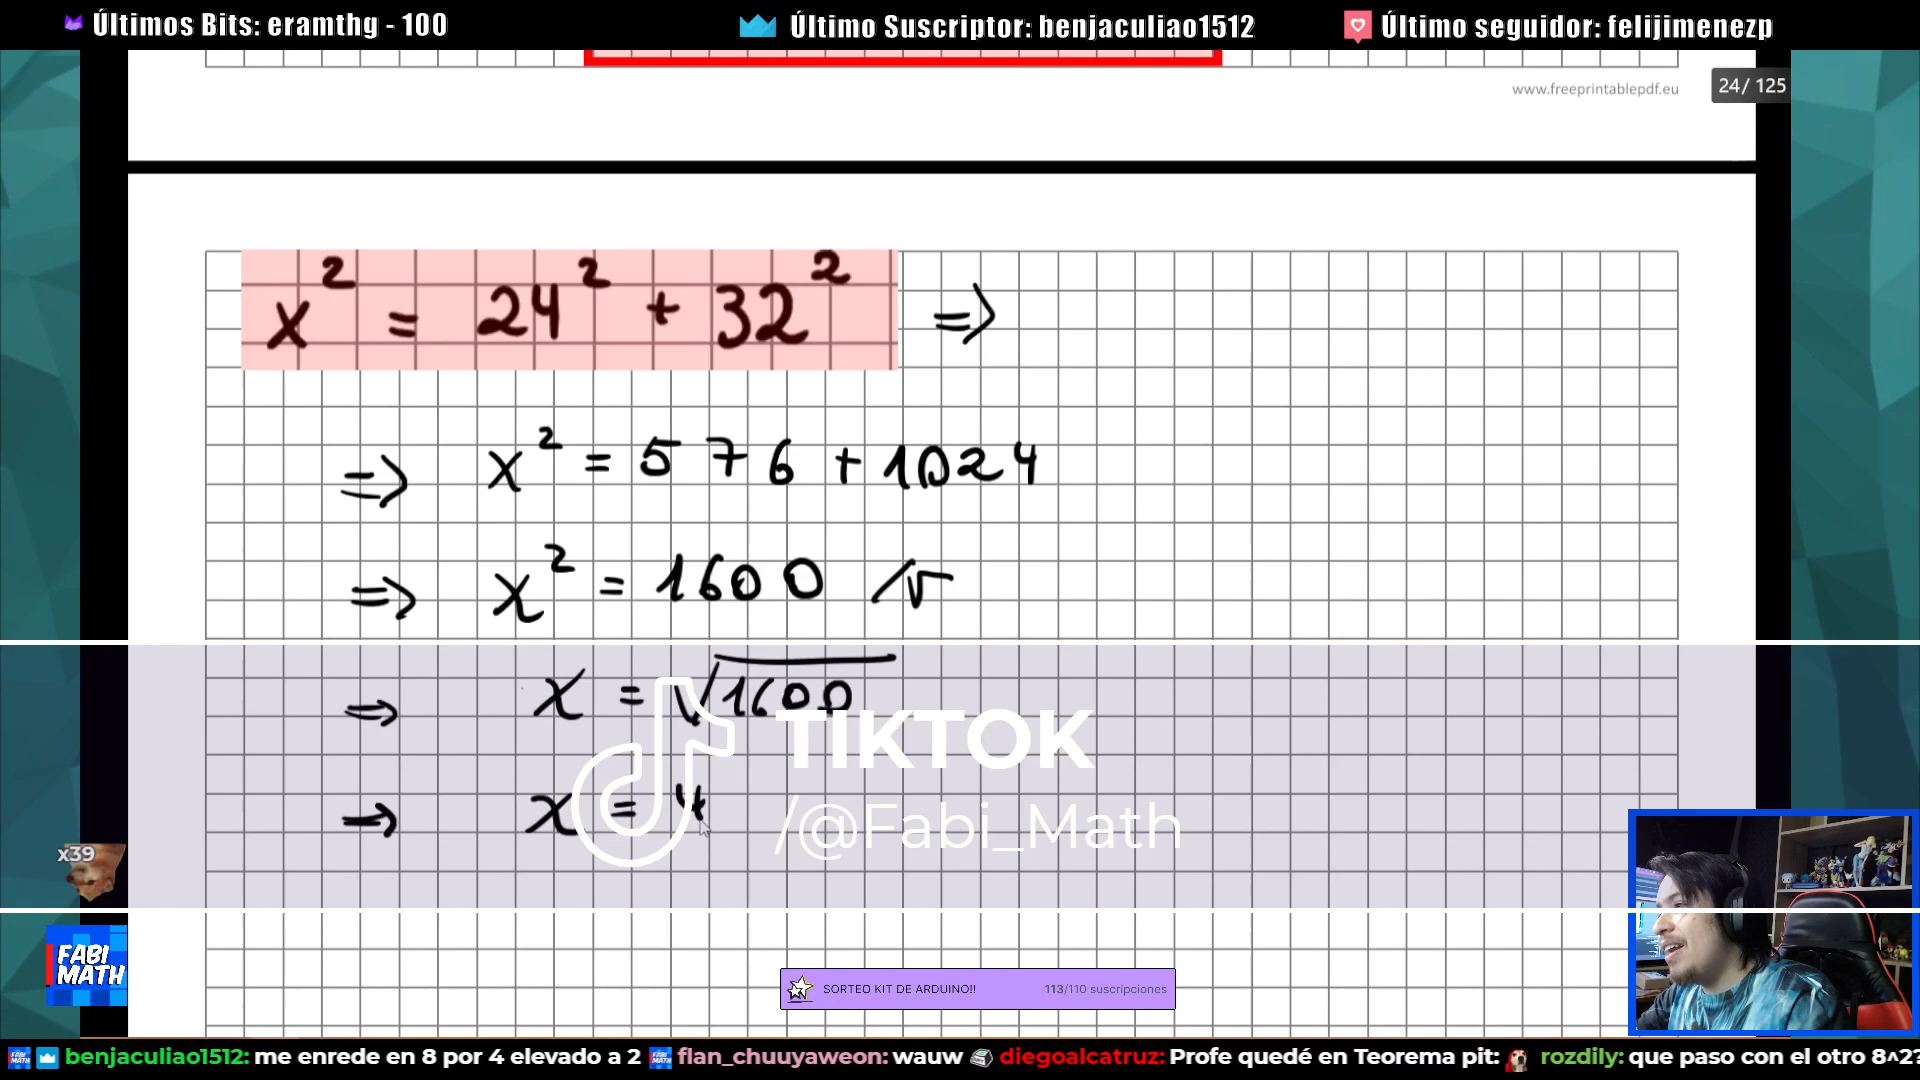 Últimos Bits: eramthg - 100
Último Suscriptor: benjaculiao1512
Último seguidor: felijimenezp
www.freeprintablepdf.eu
24/ 125
x² = 24² + 32² =>
=> x² = 576 + 1024
=> x² = 1600 /√
=> x = √1600
=> x = 4
TIKTOK
/@Fabi_Math
x39
FABI
MATH
SORTEO KIT DE ARDUINO!! 113/110 suscripciones
benjaculiao1512: me enrede en 8 por 4 elevado a 2 flan_chuuyaweon: wauw diegoalcatruz: Profe quedé en Teorema pit: rozdily: que paso con el otro 8^2?